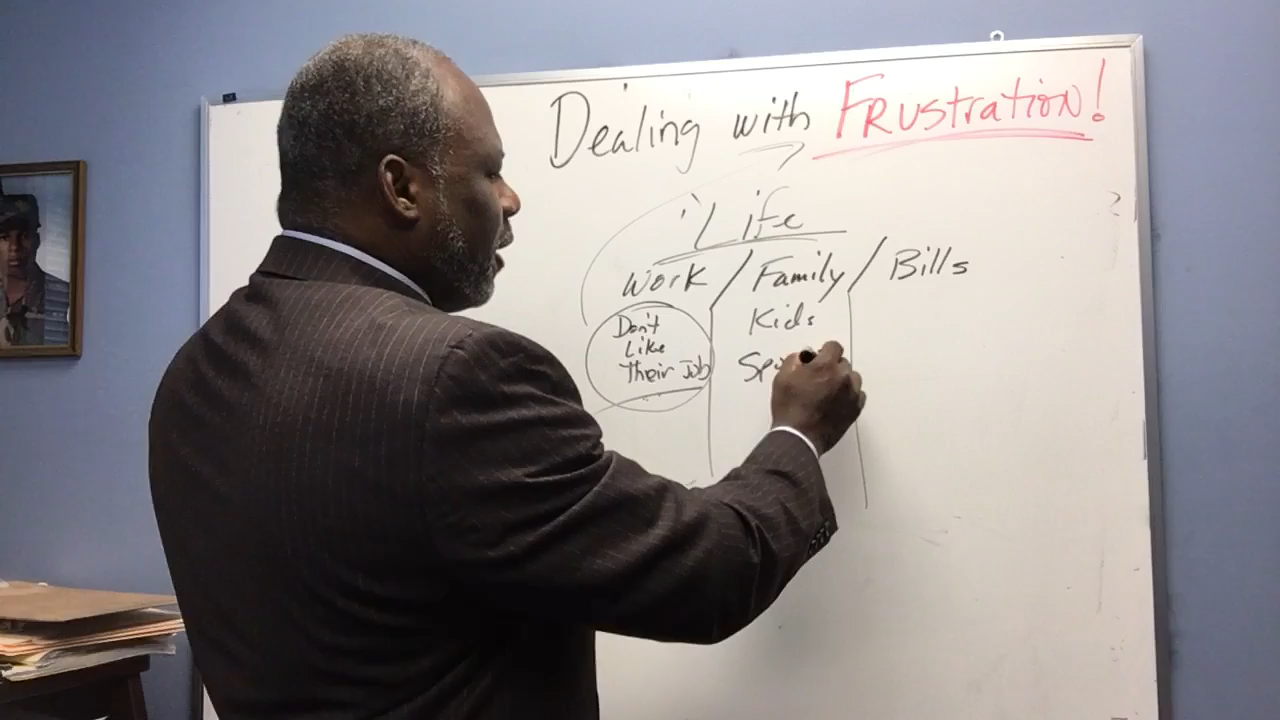 Dealing with FRustration!
Life
Work / Family / Bills
Don't
Like
Their Job
Kids